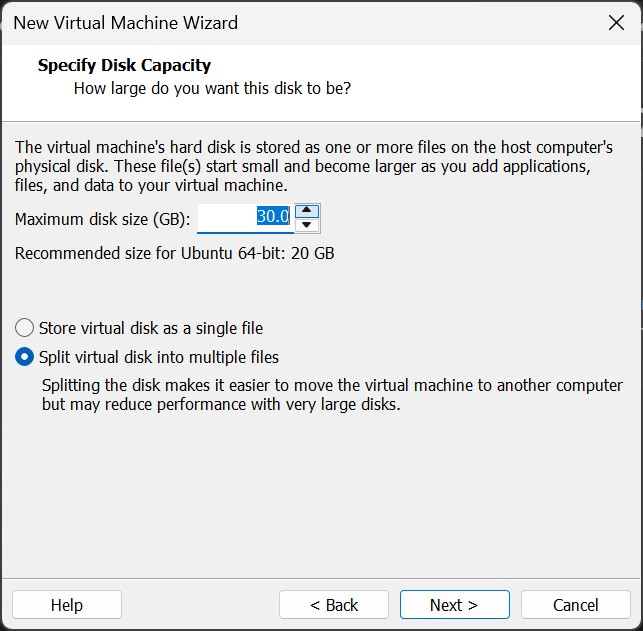 New Virtual Machine Wizard
Specify Disk Capacity
How large do you want this disk to be?
The virtual machine's hard disk is stored as one or more files on the host computer's
physical disk. These file(s) start small and become larger as you add applications,
files, and data to your virtual machine.
Maximum disk size (GB): 30.0
Recommended size for Ubuntu 64-bit: 20 GB
Store virtual disk as a single file
Split virtual disk into multiple files
Splitting the disk makes it easier to move the virtual machine to another computer
but may reduce performance with very large disks.
Help < Back Next > Cancel